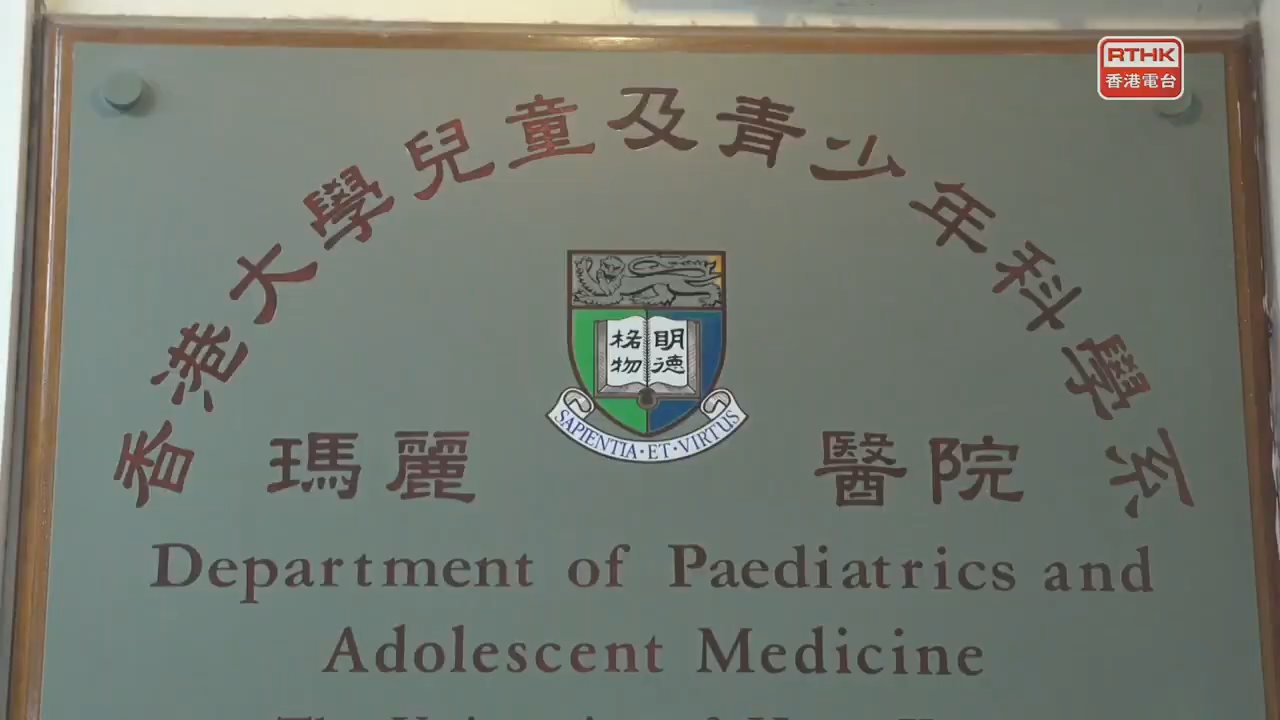 RTHK
香港電台
香港大學兒童及青少年科學系
明德
格物
SAPIENTIA·ET·VIRTUS
瑪麗醫院
Department of Paediatrics and
Adolescent Medicine